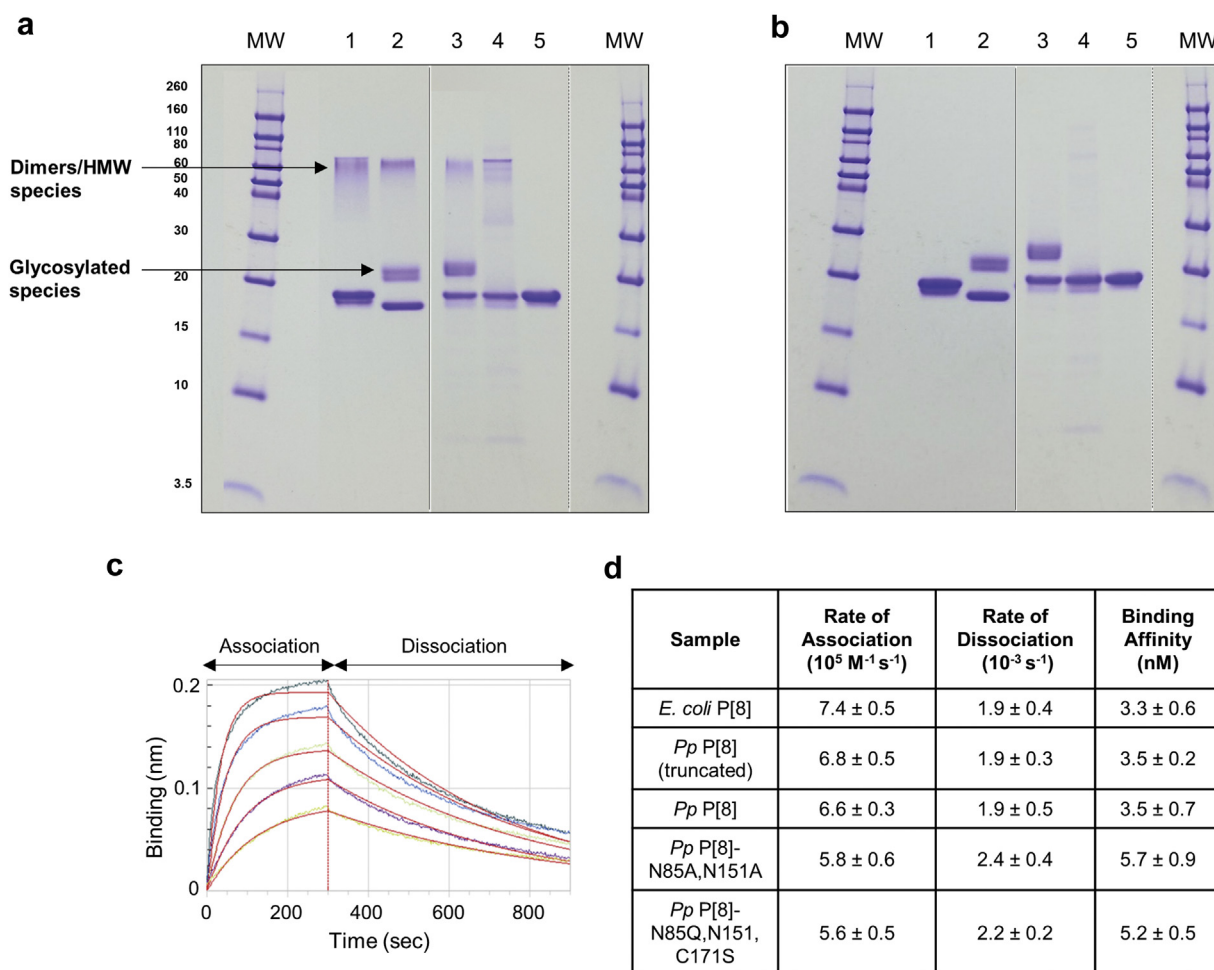 a
MW 1 2 3 4 5 MW
260
160
110
80
60
50
40
30
20
15
10
3.5
Dimers/HMW
species
Glycosylated
species
b
MW 1 2 3 4 5 MW
c
Association Dissociation
0.2
0.1
0
Binding (nm)
0 200 400 600 800
Time (sec)
d
Sample
Rate of
Association
(10⁵ M⁻¹ s⁻¹)
Rate of
Dissociation
(10⁻³ s⁻¹)
Binding
Affinity
(nM)
E. coli P[8] 7.4 ± 0.5 1.9 ± 0.4 3.3 ± 0.6
Pp P[8]
(truncated)
6.8 ± 0.5 1.9 ± 0.3 3.5 ± 0.2
Pp P[8] 6.6 ± 0.3 1.9 ± 0.5 3.5 ± 0.7
Pp P[8]-
N85A,N151A
5.8 ± 0.6 2.4 ± 0.4 5.7 ± 0.9
Pp P[8]-
N85Q,N151,
C171S
5.6 ± 0.5 2.2 ± 0.2 5.2 ± 0.5